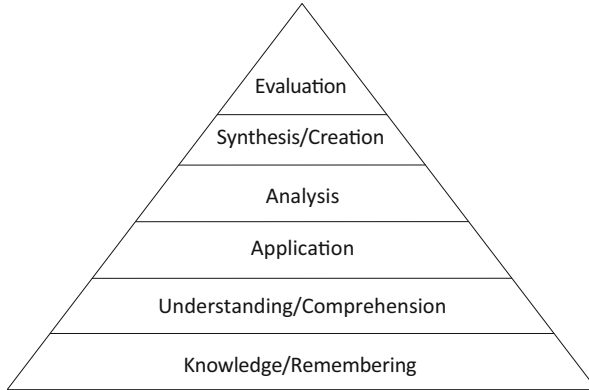 Evaluation
Synthesis/Creation
Analysis
Application
Understanding/Comprehension
Knowledge/Remembering